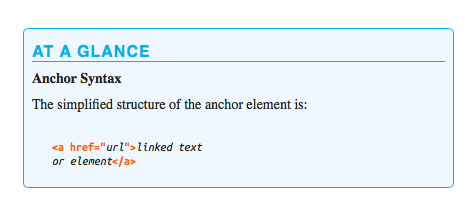 AT A GLANCE
Anchor Syntax
The simplified structure of the anchor element is:
<a href="url">linked text
or element</a>